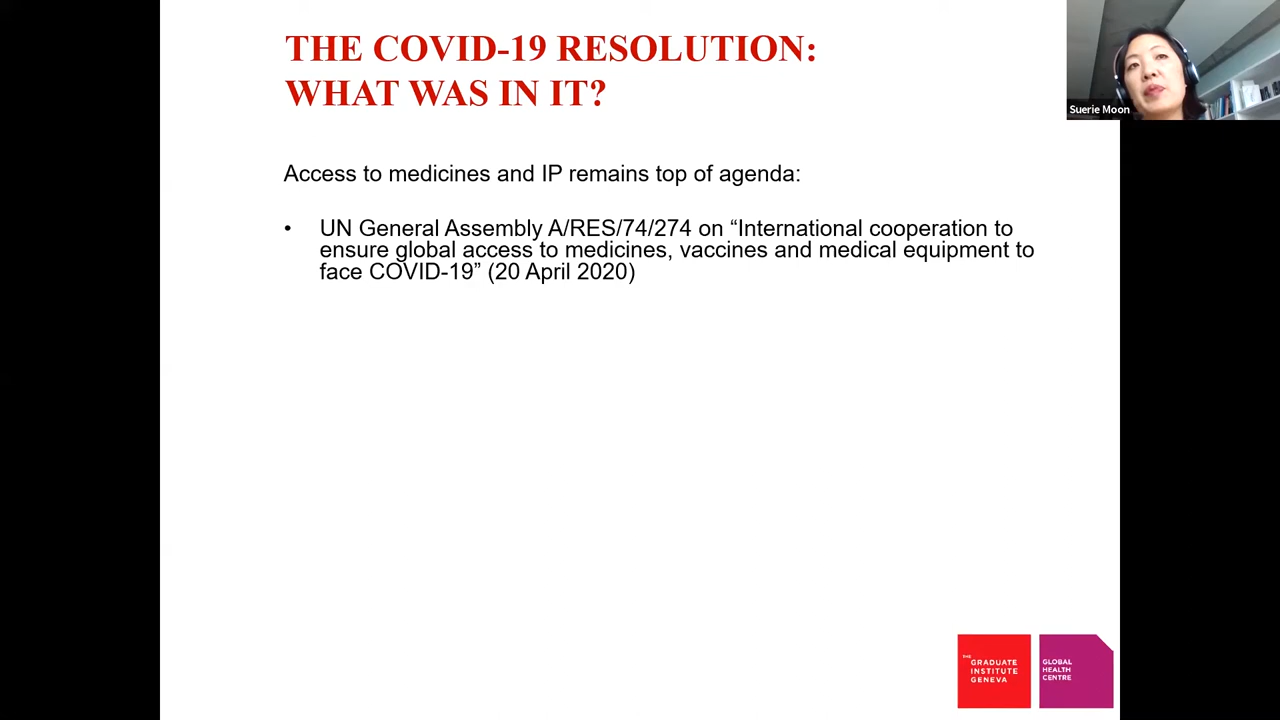 THE COVID-19 RESOLUTION:
WHAT WAS IN IT?
Suerie Moon
Access to medicines and IP remains top of agenda:
• UN General Assembly A/RES/74/274 on “International cooperation to
ensure global access to medicines, vaccines and medical equipment to
face COVID-19” (20 April 2020)
THE
GRADUATE
INSTITUTE
GENEVA
GLOBAL
HEALTH
CENTRE